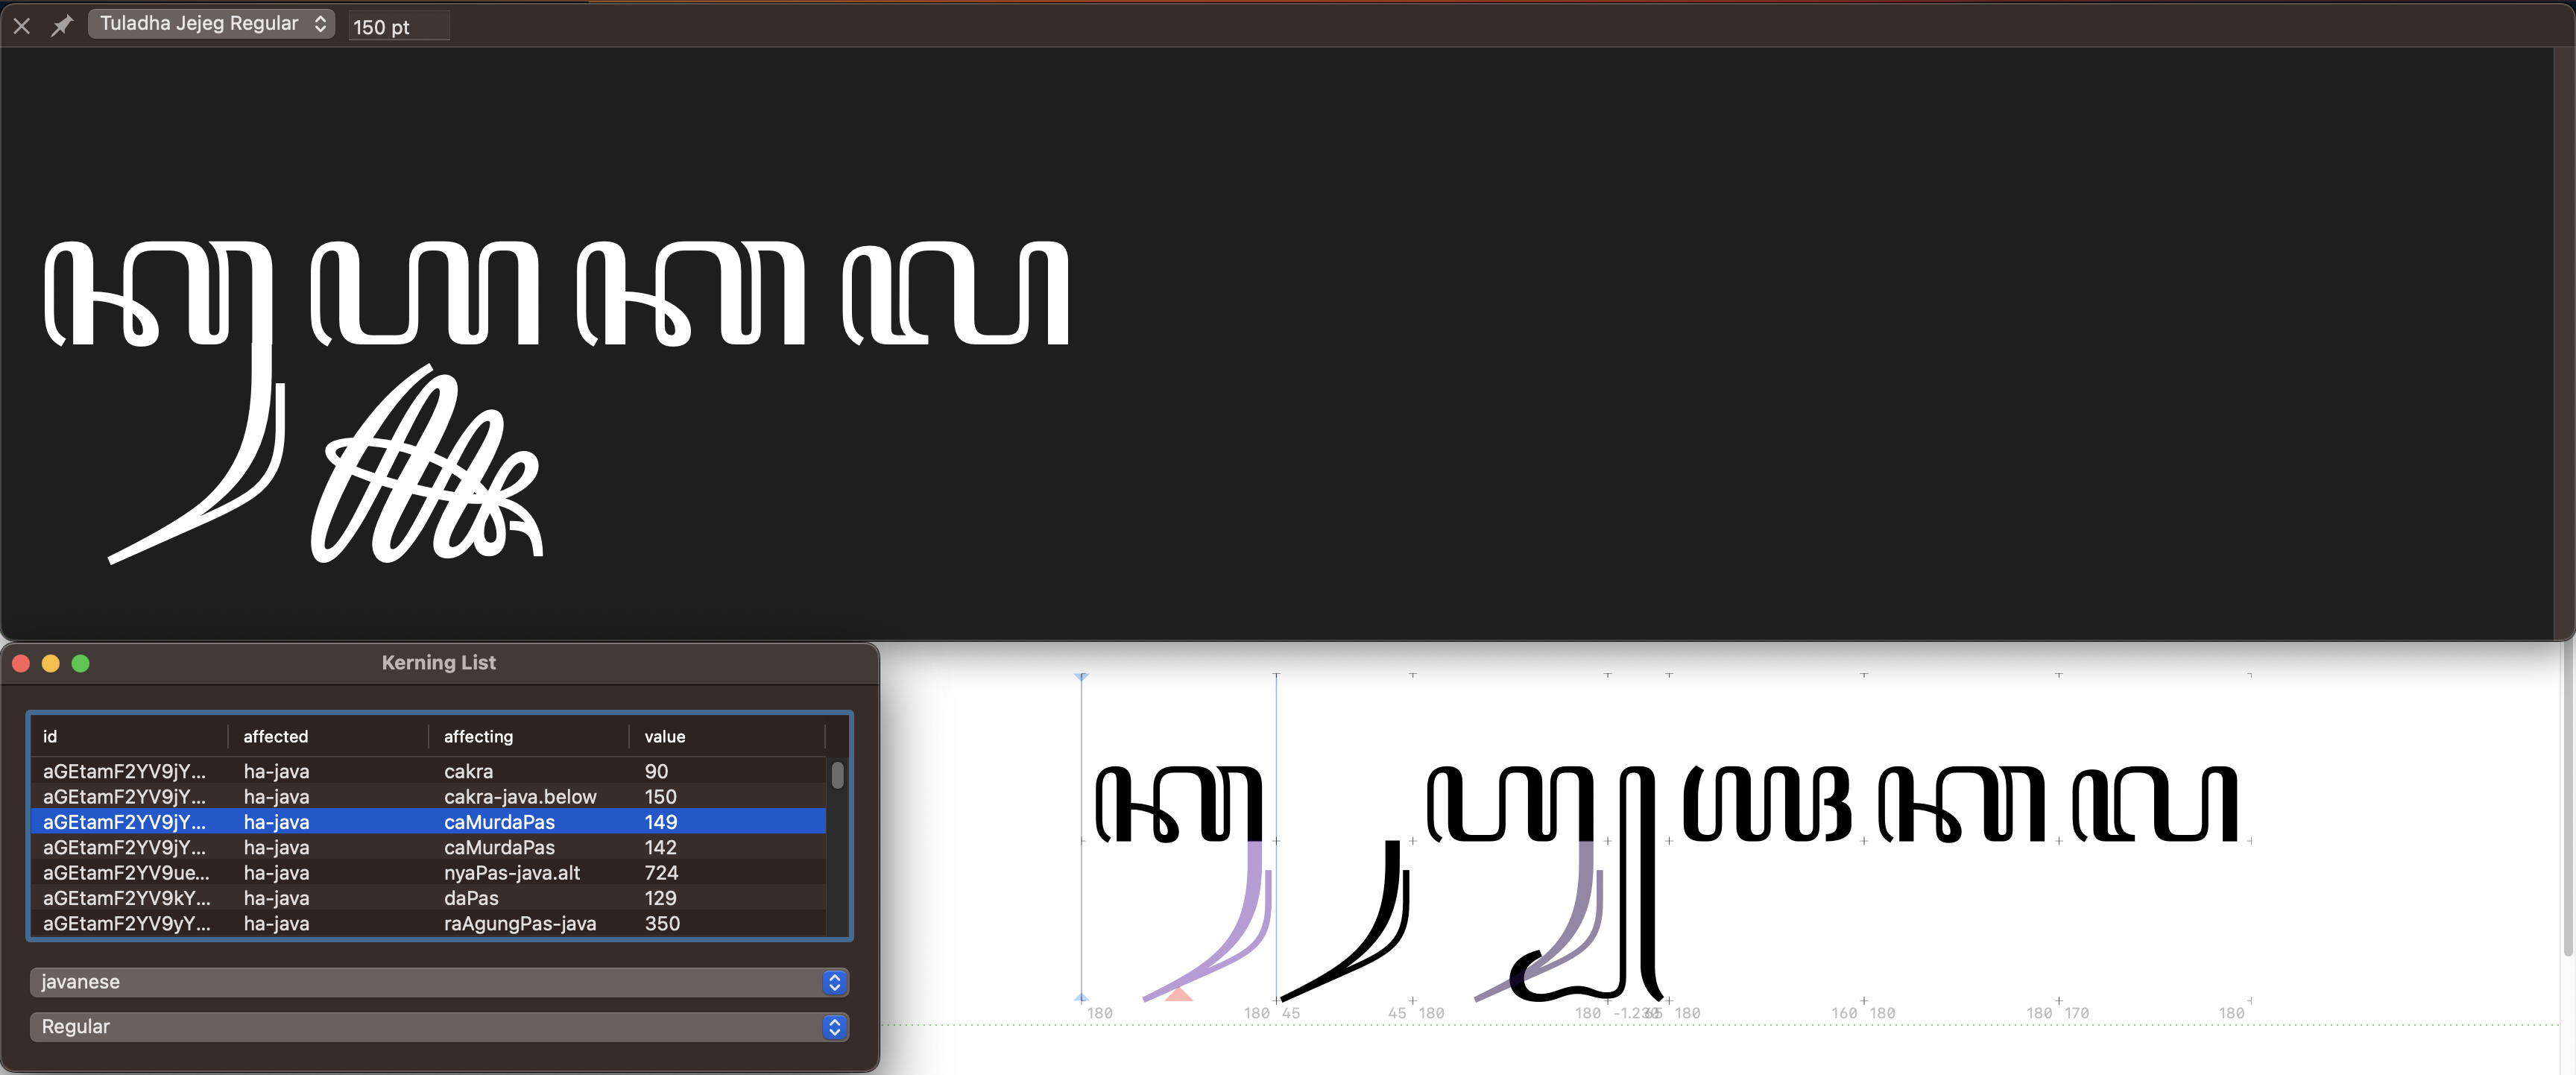 Tuladha Jejeg Regular 150 pt
Kerning List
id affected affecting value
aGEtamF2YV9jY... ha-java cakra 90
aGEtamF2YV9jY... ha-java cakra-java.below 150
aGEtamF2YV9jY... ha-java caMurdaPas 149
aGEtamF2YV9jY... ha-java caMurdaPas 142
aGEtamF2YV9ue... ha-java nyaPas-java.alt 724
aGEtamF2YV9kY... ha-java daPas 129
aGEtamF2YV9yY... ha-java raAgungPas-java 350
javanese
Regular
180 180 45 45 180 180 180 160 180 180 170 180